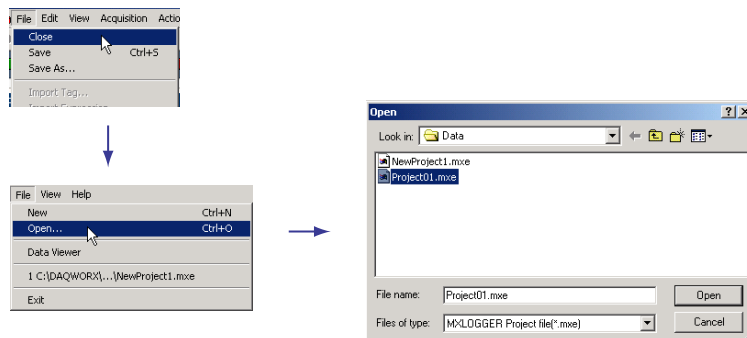 File Edit View Acquisition Actio
Close
Save Ctrl+S
Save As...
Import Tag...
Import Expression
File View Help
New Ctrl+N
Open... Ctrl+O
Data Viewer
1 C:\DAQWORX\...\NewProject1.mxe
Exit
Open
Look in: Data
NewProject1.mxe
Project01.mxe
File name: Project01.mxe Open
Files of type: MXLOGGER Project file(*.mxe) Cancel